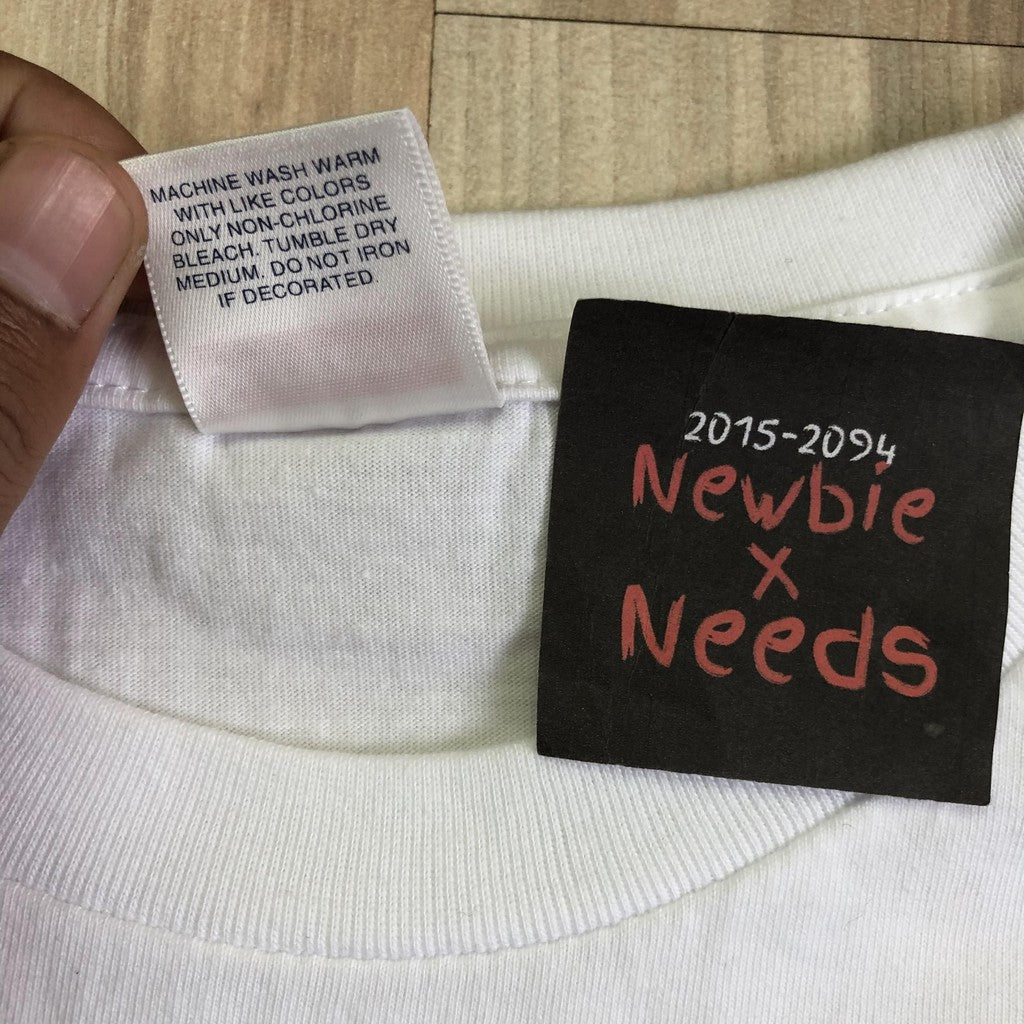 MACHINE WASH WARM
WITH LIKE COLORS
ONLY NON-CHLORINE
BLEACH. TUMBLE DRY
MEDIUM. DO NOT IRON
IF DECORATED.
2015-2094
Newbie
x
Needs